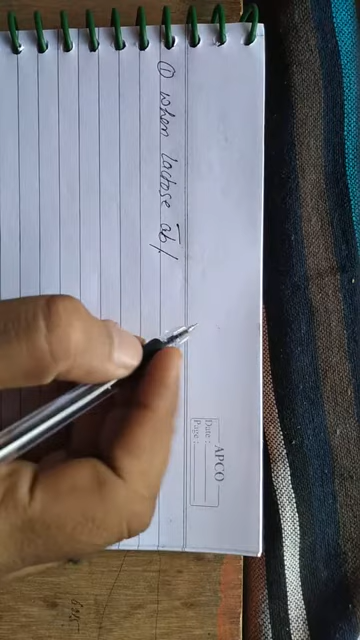 APCO
Date :
Page :
① when lactose ab